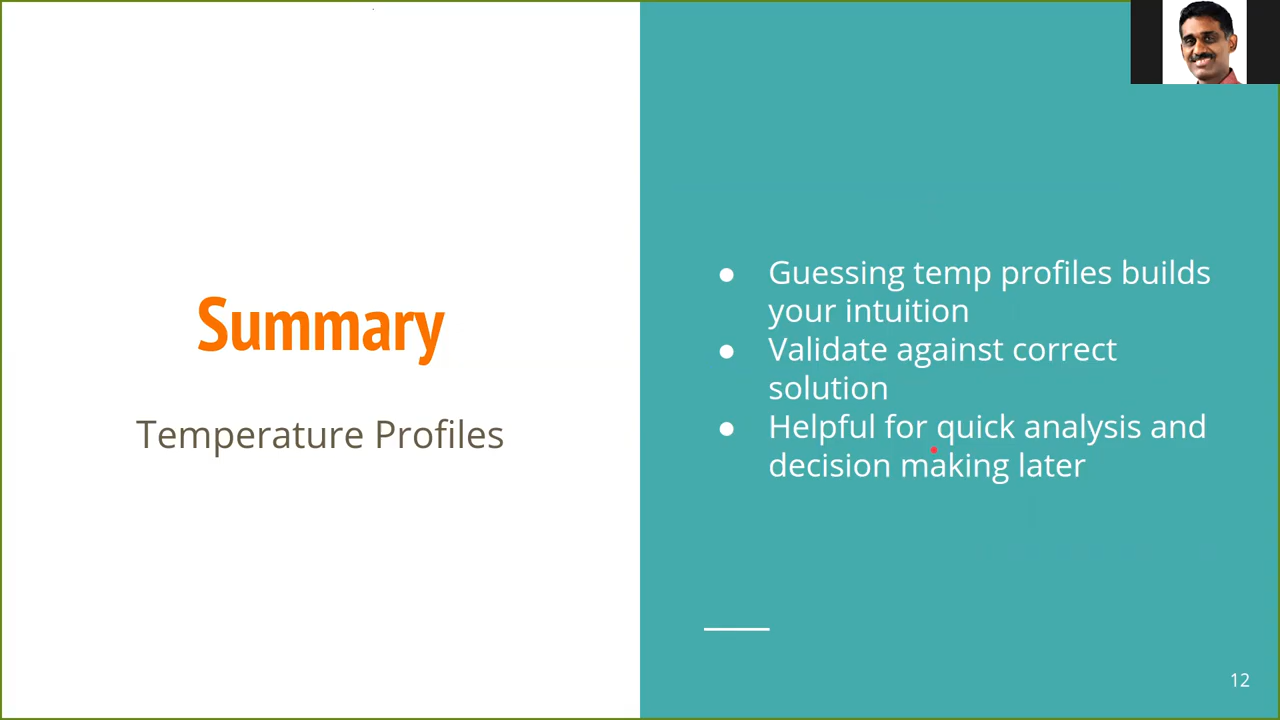 Summary
Temperature Profiles
● Guessing temp profiles builds
your intuition
● Validate against correct
solution
● Helpful for quick analysis and
decision making later
12